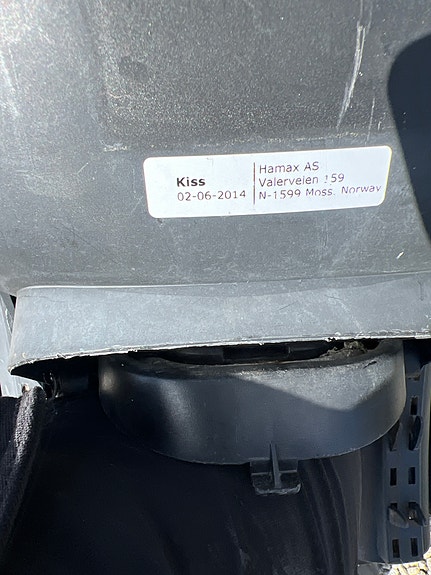 Kiss
02-06-2014
Hamax AS
Valerveien 159
N-1599 Moss, Norway